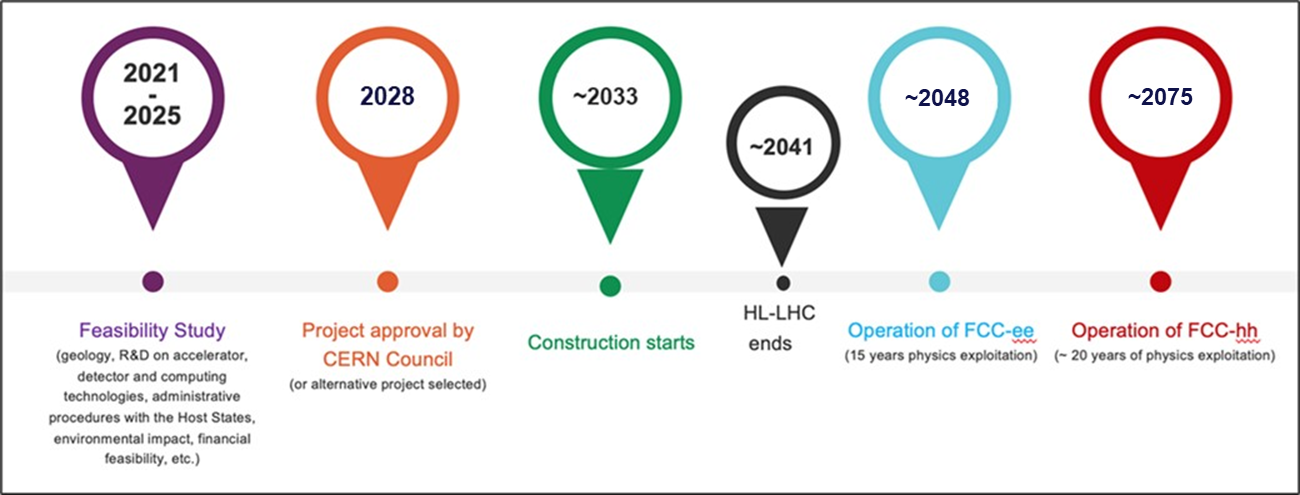 2021
-
2025
2028
~2033
~2041
~2048
~2075
Feasibility Study
(geology, R&D on accelerator,
detector and computing
technologies, administrative
procedures with the Host States,
environmental impact, financial
feasibility, etc.)
Project approval by
CERN Council
(or alternative project selected)
Construction starts
HL-LHC
ends
Operation of FCC-ee
(15 years physics exploitation)
Operation of FCC-hh
(~ 20 years of physics exploitation)